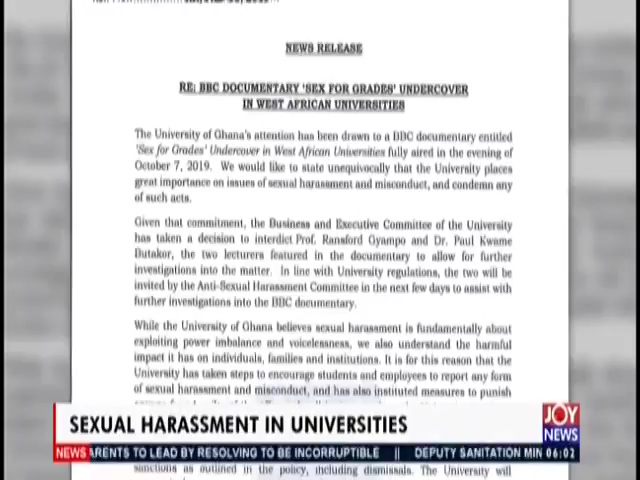 NEWS RELEASE
RE: BBC DOCUMENTARY 'SEX FOR GRADES' UNDERCOVER
IN WEST AFRICAN UNIVERSITIES
The University of Ghana's attention has been drawn to a BBC documentary entitled
'Sex for Grades' Undercover in West African Universities fully aired in the evening of
October 7, 2019. We would like to state unequivocally that the University places
great importance on issues of sexual harassment and misconduct, and condemn any
of such acts.
Given that commitment, the Business and Executive Committee of the University
has taken a decision to interdict Prof. Ransford Gyampo and Dr. Paul Kwame
Butakor, the two lecturers featured in the documentary to allow for further
investigations into the matter. In line with University regulations, the two will be
invited by the Anti-Sexual Harassment Committee in the next few days to assist with
further investigations into the BBC documentary.
While the University of Ghana believes sexual harassment is fundamentally about
exploiting power imbalance and voicelessness, we also understand the harmful
impact it has on individuals, families and institutions. It is for this reason that the
University has taken steps to encourage students and employees to report any form
of sexual harassment and misconduct, and has also instituted measures to punish
SEXUAL HARASSMENT IN UNIVERSITIES
JOY
NEWS
NEWS ARENTS TO LEAD BY RESOLVING TO BE INCORRUPTIBLE || DEPUTY SANITATION MIN 06:02
sanctions as outlined in the policy, including dismissals. The University will